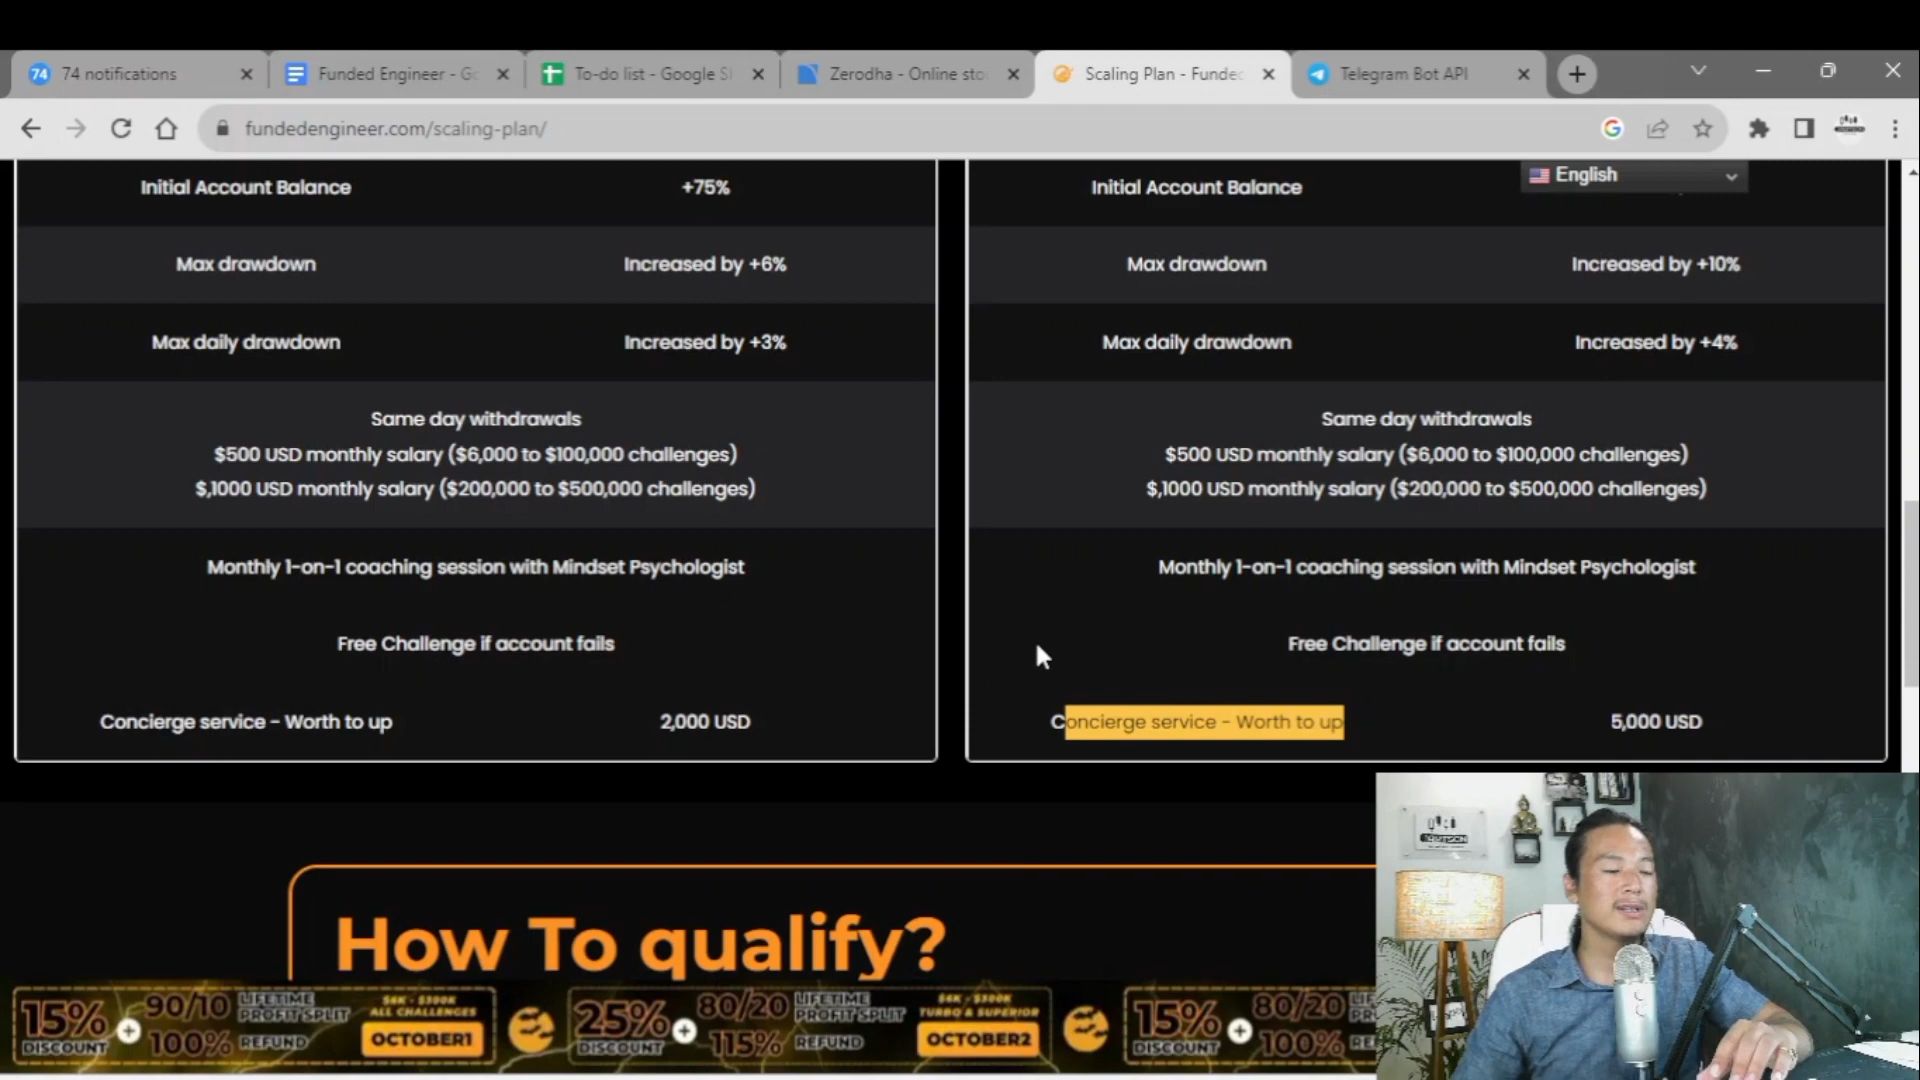 74 notifications
Funded Engineer - Go
To-do list - Google S
Zerodha - Online sto
Scaling Plan - Funde
Telegram Bot API
fundedengineer.com/scaling-plan/
English
Initial Account Balance +75%
Max drawdown Increased by +6%
Max daily drawdown Increased by +3%
Same day withdrawals
$500 USD monthly salary ($6,000 to $100,000 challenges)
$,1000 USD monthly salary ($200,000 to $500,000 challenges)
Monthly 1-on-1 coaching session with Mindset Psychologist
Free Challenge if account fails
Concierge service - Worth to up 2,000 USD
Initial Account Balance
Max drawdown Increased by +10%
Max daily drawdown Increased by +4%
Same day withdrawals
$500 USD monthly salary ($6,000 to $100,000 challenges)
$,1000 USD monthly salary ($200,000 to $500,000 challenges)
Monthly 1-on-1 coaching session with Mindset Psychologist
Free Challenge if account fails
Concierge service - Worth to up 5,000 USD
How To qualify?
15% DISCOUNT + 90/10 LIFETIME PROFIT SPLIT 100% REFUND
ALL CHALLENGES
OCTOBER1
25% DISCOUNT + 80/20 LIFETIME PROFIT SPLIT 115% REFUND
TURBO & SUPERIOR
OCTOBER2
15% DISCOUNT + 80/20 100%